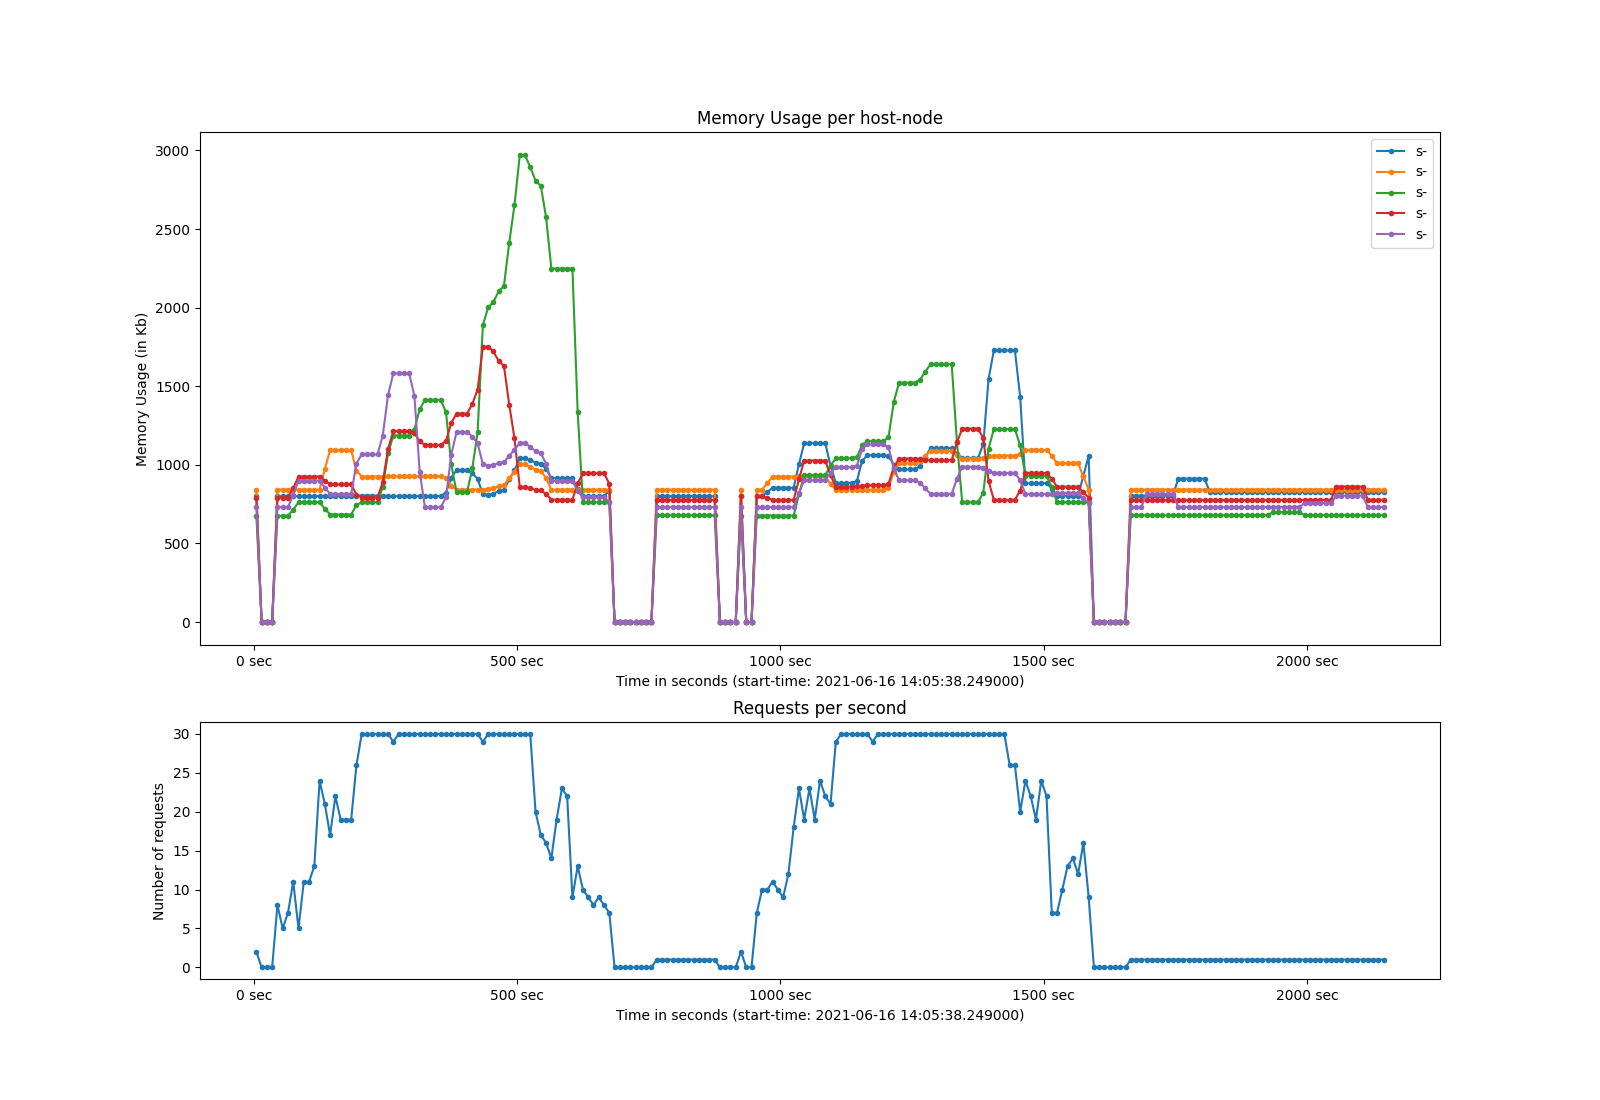 Memory Usage per host-node
3000
2500
2000
1500
1000
500
0
Memory Usage (in Kb)
s-
s-
s-
s-
s-
0 sec
500 sec
1000 sec
1500 sec
2000 sec
Time in seconds (start-time: 2021-06-16 14:05:38.249000)
Requests per second
30
25
20
15
10
5
0
Number of requests
0 sec
500 sec
1000 sec
1500 sec
2000 sec
Time in seconds (start-time: 2021-06-16 14:05:38.249000)